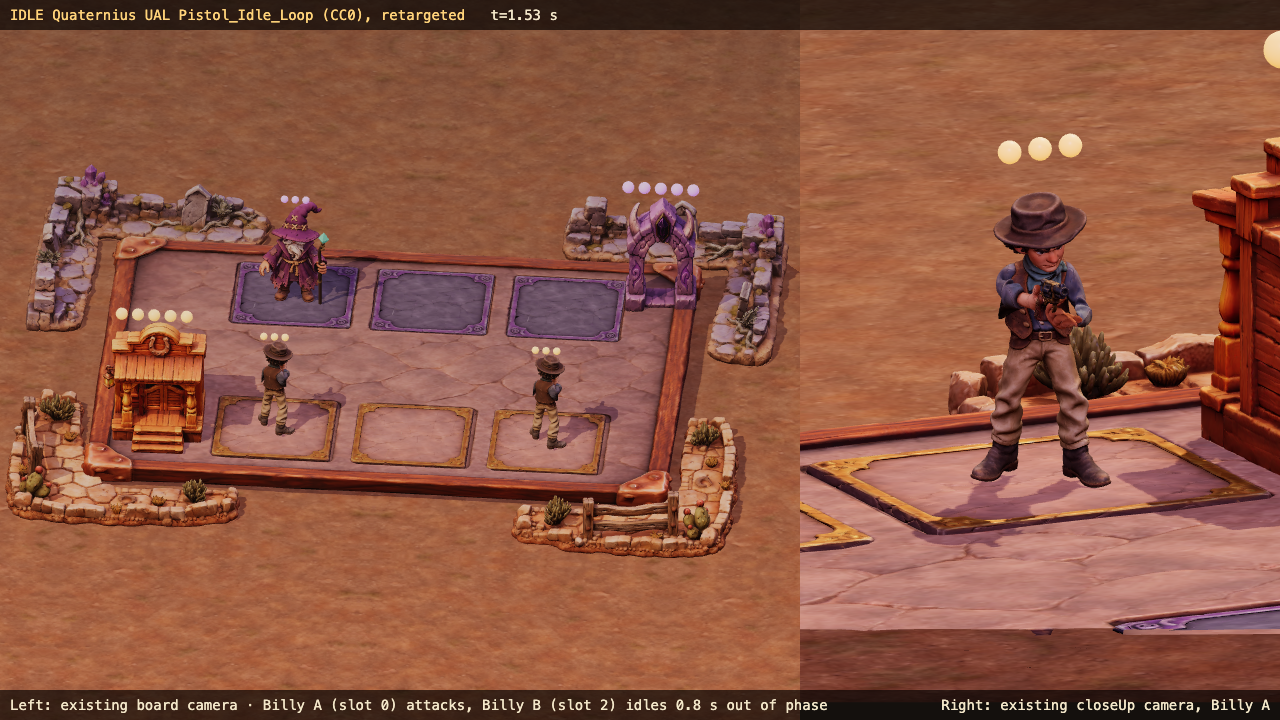 IDLE Quaternius UAL Pistol_Idle_Loop (CC0), retargeted t=1.53 s
Left: existing board camera · Billy A (slot 0) attacks, Billy B (slot 2) idles 0.8 s out of phase
Right: existing closeUp camera, Billy A